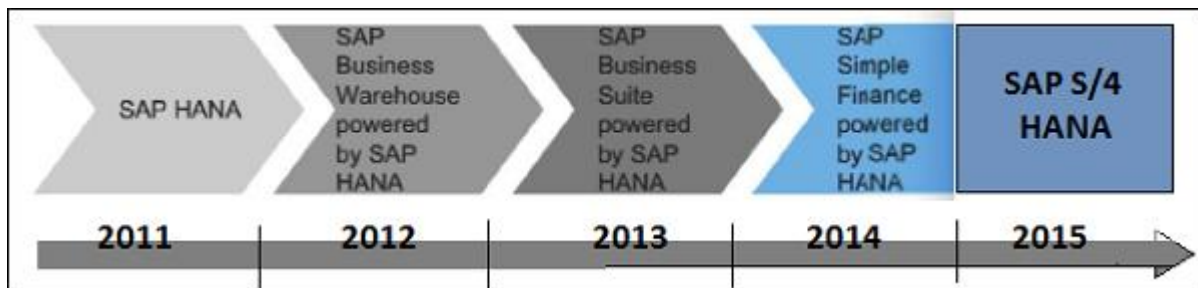 SAP HANA
SAP
Business
Warehouse
powered
by SAP
HANA
SAP
Business
Suite
powered
by SAP
HANA
SAP
Simple
Finance
powered
by SAP
HANA
SAP S/4
HANA
2011
2012
2013
2014
2015